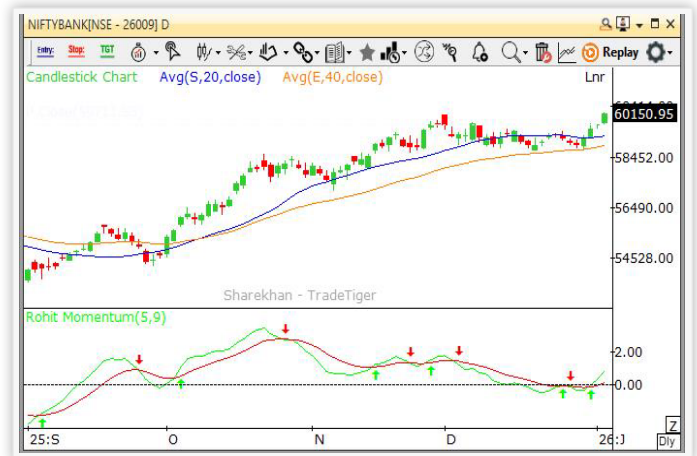 NIFTYBANK[NSE - 26009] D
Entry: Stop: TGT Replay
Candlestick Chart Avg(S,20,close) Avg(E,40,close) Lnr
60150.95
58452.00
56490.00
54528.00
Sharekhan - TradeTiger
Rohit Momentum(5,9)
2.00
0.00
Z
25:S O N D 26:J Dly